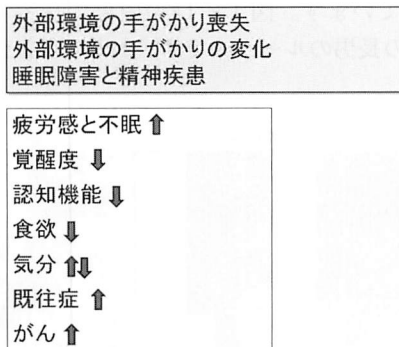 外部環境の手がかり喪失
外部環境の手がかりの変化
睡眠障害と精神疾患
疲労感と不眠⬆
覚醒度⬇
認知機能⬇
食欲⬇
気分⬆⬇
既往症⬆
がん⬆